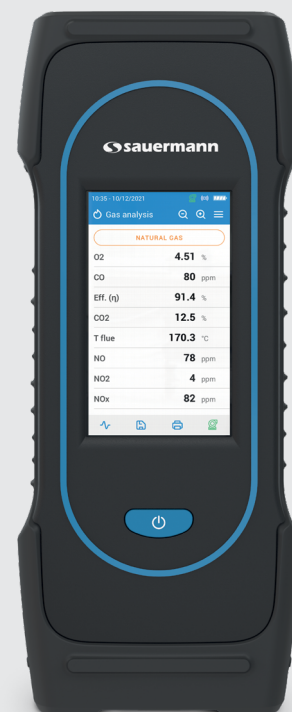 sauermann
10:35 - 10/12/2021
Gas analysis
NATURAL GAS
O2 4.51 %
CO 80 ppm
Eff. (η) 91.4 %
CO2 12.5 %
T flue 170.3 °C
NO 78 ppm
NO2 4 ppm
NOx 82 ppm